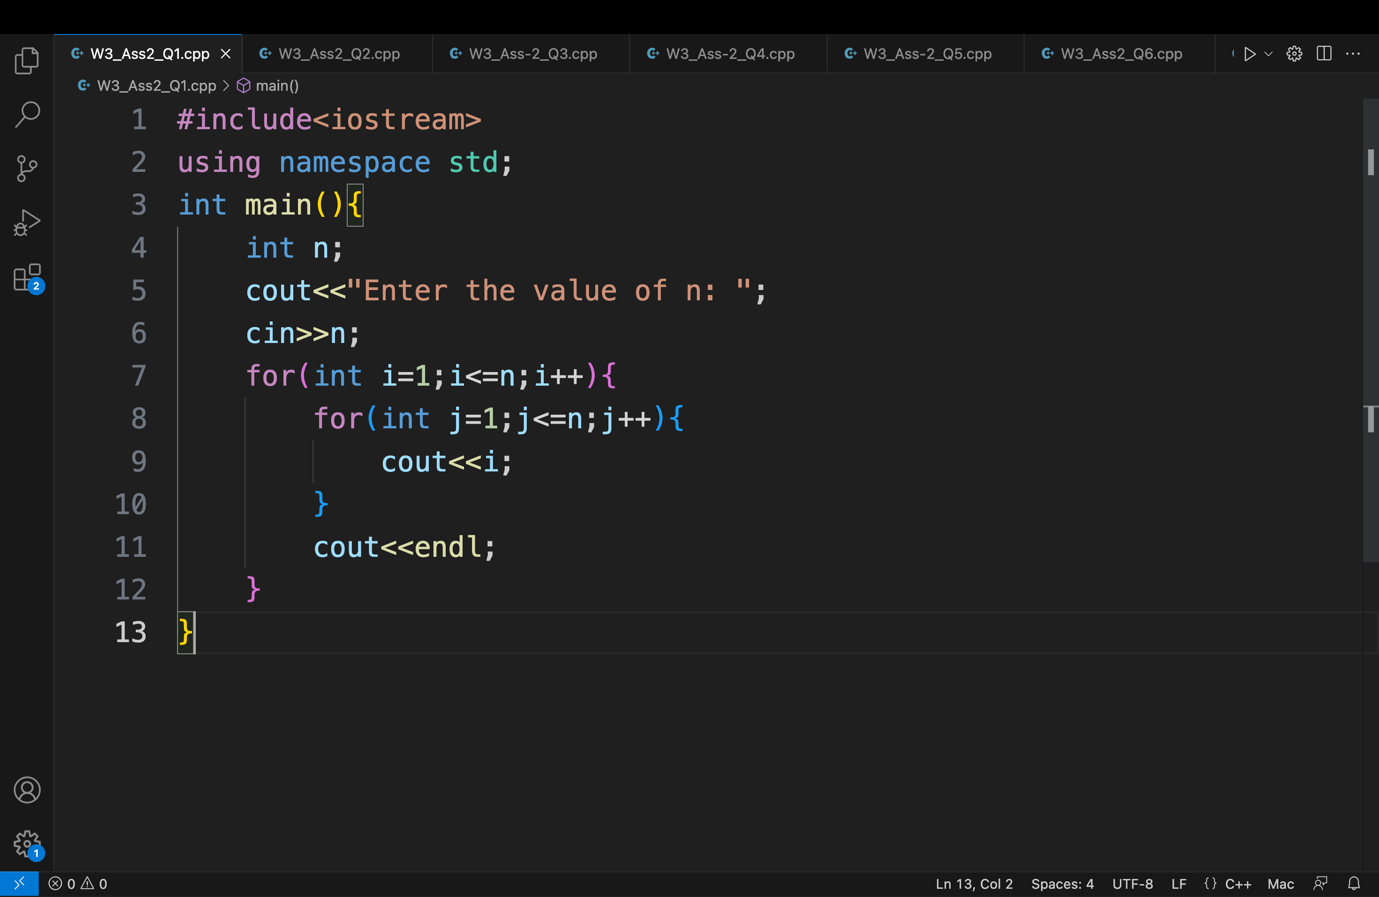 W3_Ass2_Q1.cpp W3_Ass2_Q2.cpp W3_Ass-2_Q3.cpp W3_Ass-2_Q4.cpp W3_Ass-2_Q5.cpp W3_Ass2_Q6.cpp
W3_Ass2_Q1.cpp > main()
1 #include<iostream>
2 using namespace std;
3 int main(){
4     int n;
5     cout<<"Enter the value of n: ";
6     cin>>n;
7     for(int i=1;i<=n;i++){
8         for(int j=1;j<=n;j++){
9             cout<<i;
10         }
11         cout<<endl;
12     }
13 }
2
1
0 0 Ln 13, Col 2 Spaces: 4 UTF-8 LF {} C++ Mac